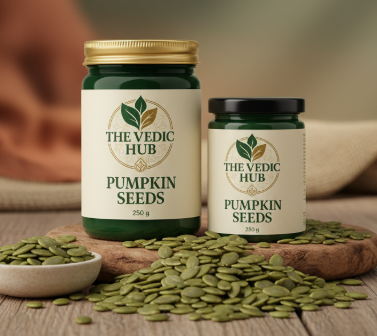 THE VEDIC
HUB
PUMPKIN
SEEDS
250 g
THE VEDIC
HUB
PUMPKIN
SEEDS
250 g